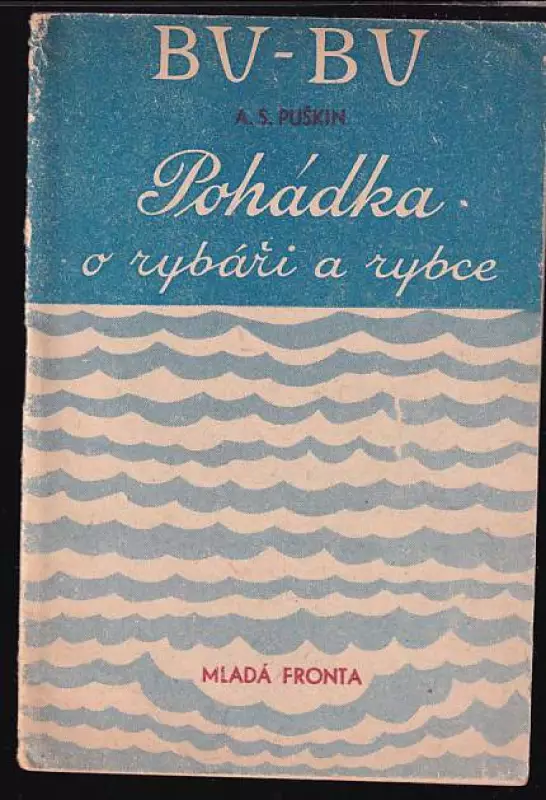 BU-BU
A. S. PUŠKIN
Pohádka
o rybáři a rybce
MLADÁ FRONTA